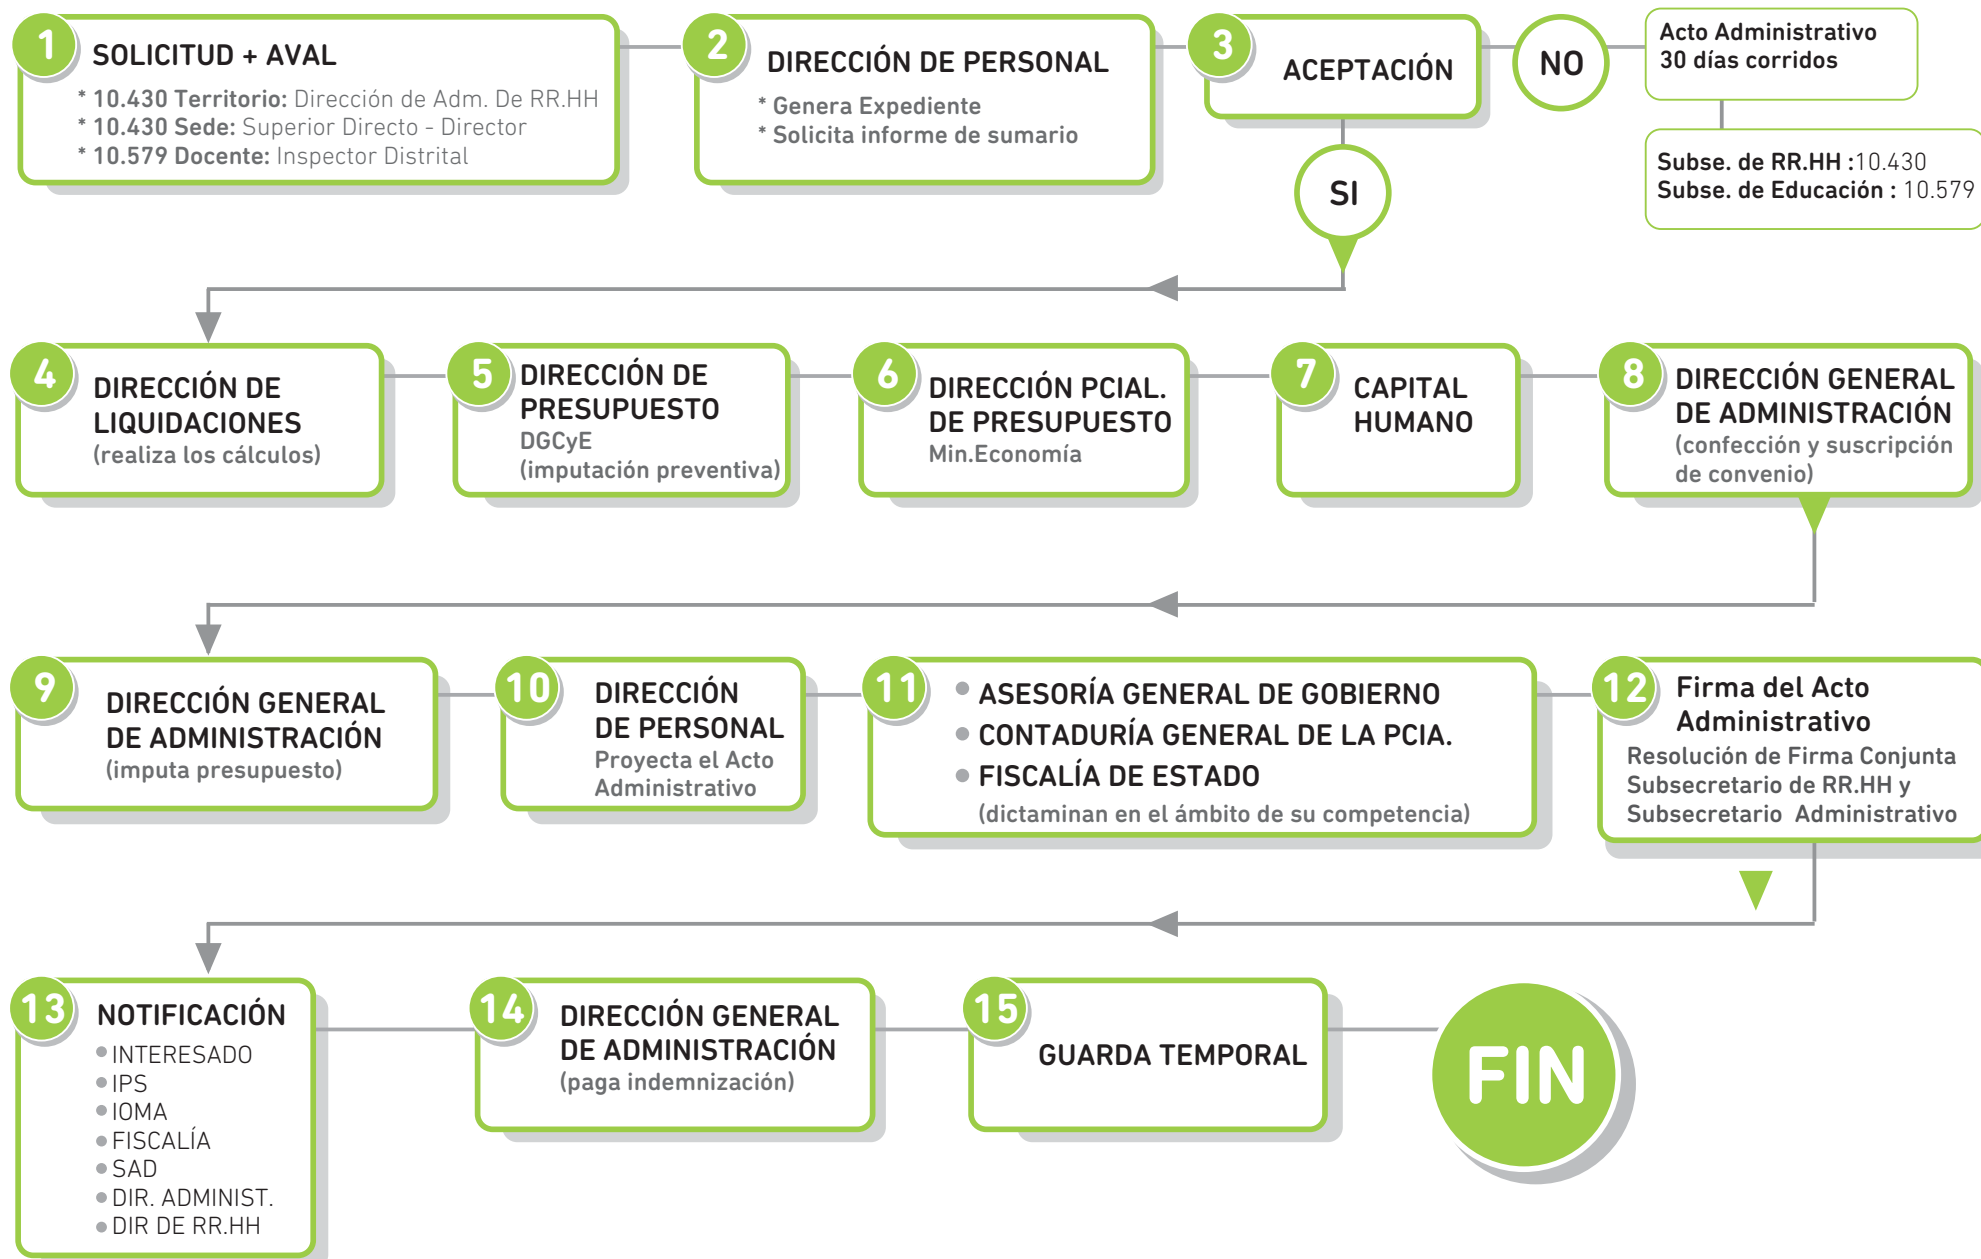 1
SOLICITUD + AVAL
* 10.430 Territorio: Dirección de Adm. De RR.HH
* 10.430 Sede: Superior Directo - Director
* 10.579 Docente: Inspector Distrital
2
DIRECCIÓN DE PERSONAL
* Genera Expediente
* Solicita informe de sumario
3
ACEPTACIÓN
NO
Acto Administrativo
30 días corridos
Subse. de RR.HH :10.430
Subse. de Educación : 10.579
SI
4
DIRECCIÓN DE
LIQUIDACIONES
(realiza los cálculos)
5
DIRECCIÓN DE
PRESUPUESTO
DGCyE
(imputación preventiva)
6
DIRECCIÓN PCIAL.
DE PRESUPUESTO
Min.Economía
7
CAPITAL
HUMANO
8
DIRECCIÓN GENERAL
DE ADMINISTRACIÓN
(confección y suscripción
de convenio)
9
DIRECCIÓN GENERAL
DE ADMINISTRACIÓN
(imputa presupuesto)
10
DIRECCIÓN
DE PERSONAL
Proyecta el Acto
Administrativo
11
ASESORÍA GENERAL DE GOBIERNO
CONTADURÍA GENERAL DE LA PCIA.
FISCALÍA DE ESTADO
(dictaminan en el ámbito de su competencia)
12
Firma del Acto
Administrativo
Resolución de Firma Conjunta
Subsecretario de RR.HH y
Subsecretario Administrativo
13
NOTIFICACIÓN
INTERESADO
IPS
IOMA
FISCALÍA
SAD
DIR. ADMINIST.
DIR DE RR.HH
14
DIRECCIÓN GENERAL
DE ADMINISTRACIÓN
(paga indemnización)
15
GUARDA TEMPORAL
FIN